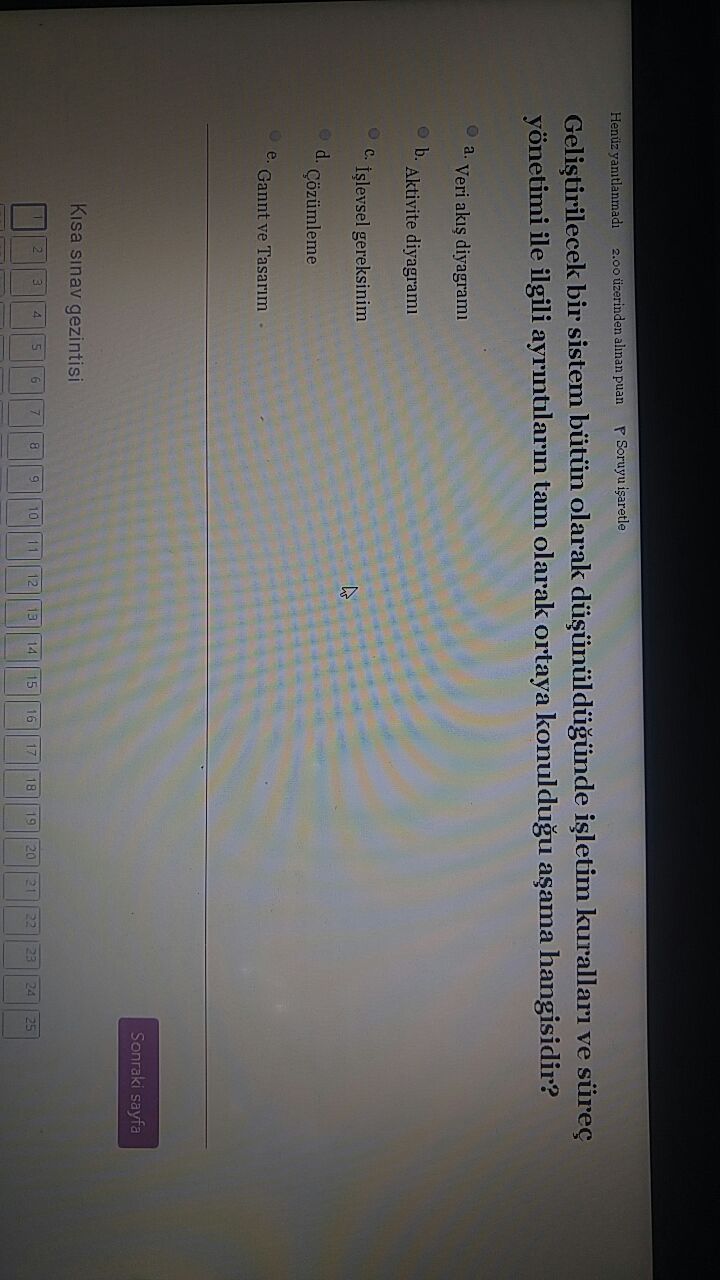 Henüz yanıtlanmadı 2.00 üzerinden alınan puan Soruyu işaretle
Geliştirilecek bir sistem bütün olarak düşünüldüğünde işletim kuralları ve süreç
yönetimi ile ilgili ayrıntıların tam olarak ortaya konulduğu aşama hangisidir?
a. Veri akış diyagramı
b. Aktivite diyagramı
c. İşlevsel gereksinim
d. Çözümleme
e. Gannt ve Tasarım
Sonraki sayfa
Kısa sınav gezintisi
1 2 3 4 5 6 7 8 9 10 11 12 13 14 15 16 17 18 19 20 21 22 23 24 25